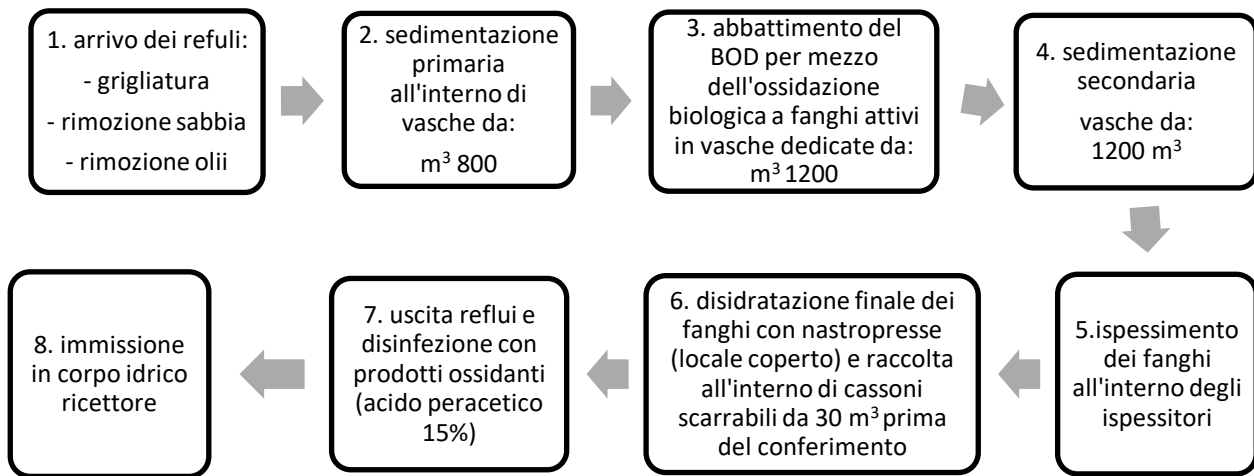 1. arrivo dei refuli:
- grigliatura
- rimozione sabbia
- rimozione olii
2. sedimentazione
primaria
all'interno di
vasche da:
m³ 800
3. abbattimento del
BOD per mezzo
dell'ossidazione
biologica a fanghi attivi
in vasche dedicate da:
m³ 1200
4. sedimentazione
secondaria
vasche da:
1200 m³
5.ispessimento
dei fanghi
all'interno degli
ispessitori
6. disidratazione finale dei
fanghi con nastropresse
(locale coperto) e raccolta
all'interno di cassoni
scarrabili da 30 m³ prima
del conferimento
7. uscita reflui e
disinfezione con
prodotti ossidanti
(acido peracetico
15%)
8. immissione
in corpo idrico
ricettore